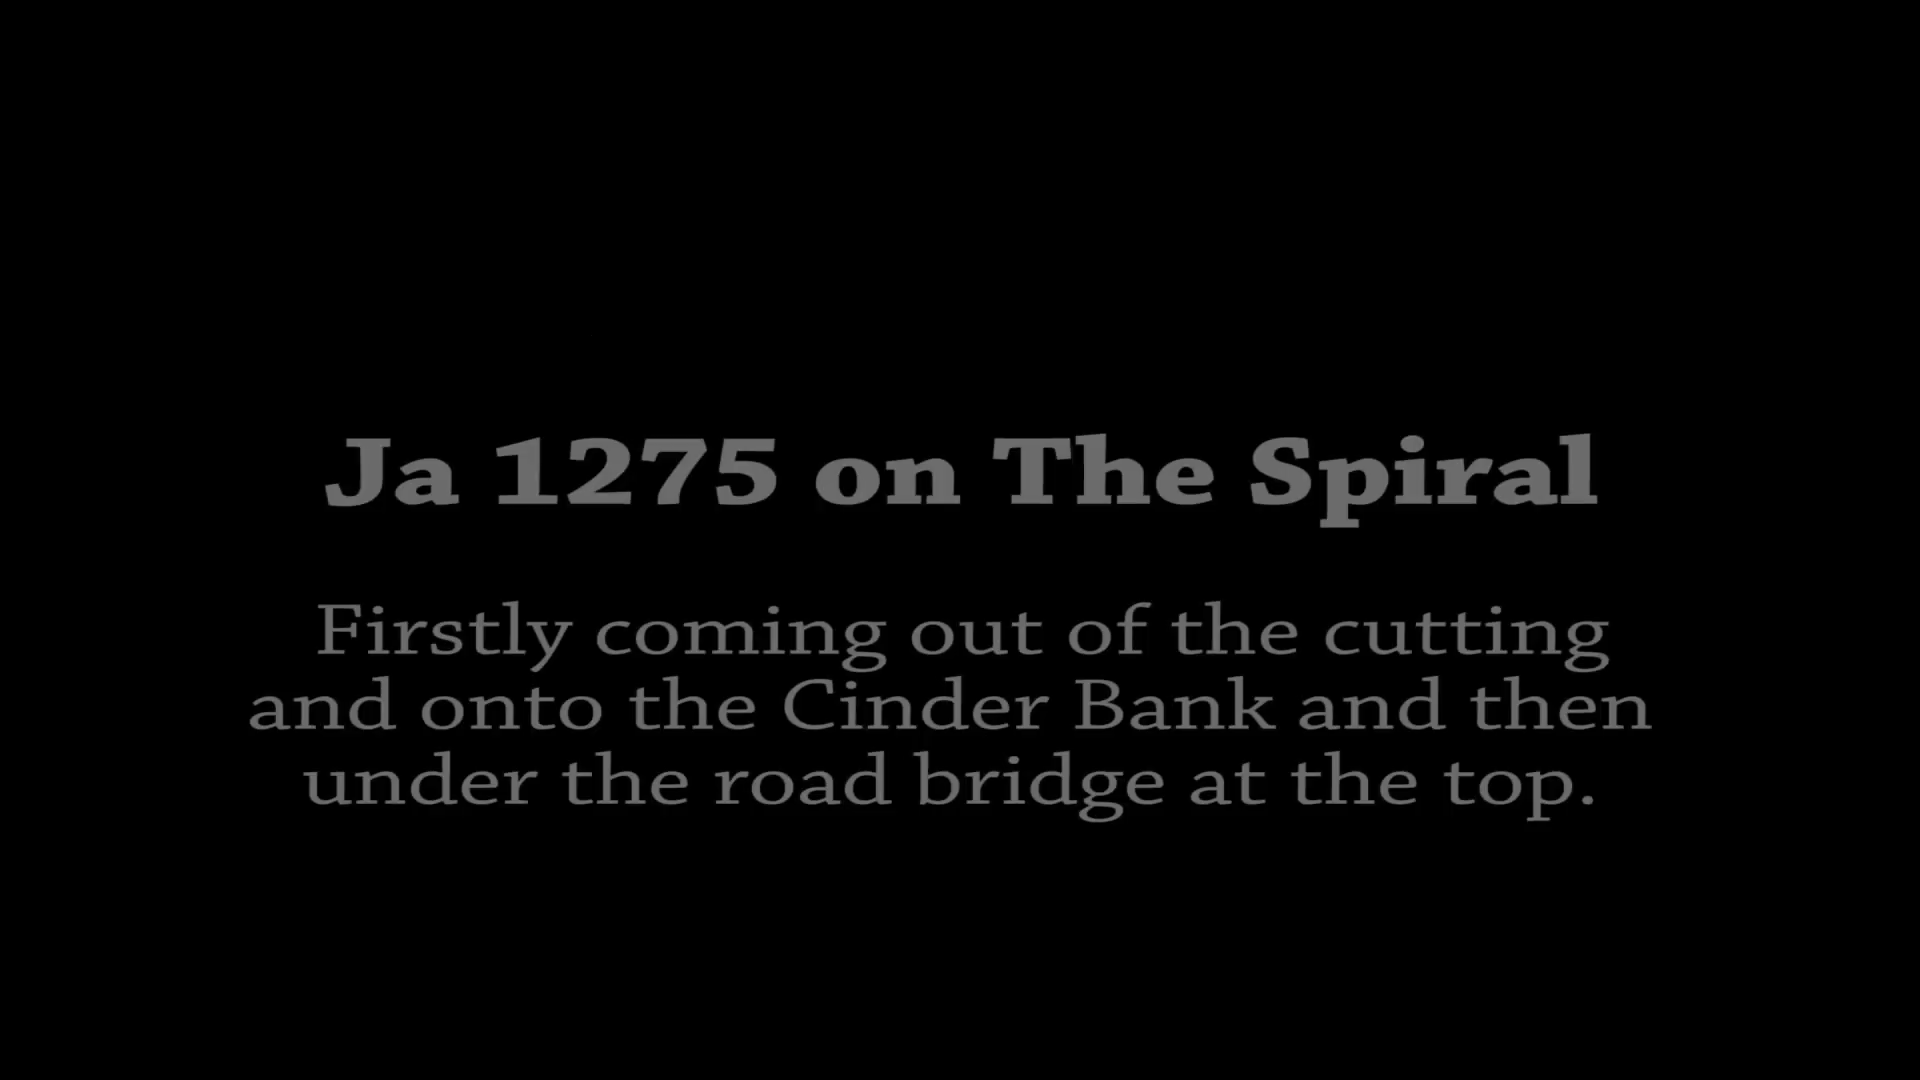 Ja 1275 on The Spiral
Firstly coming out of the cutting
and onto the Cinder Bank and then
under the road bridge at the top.